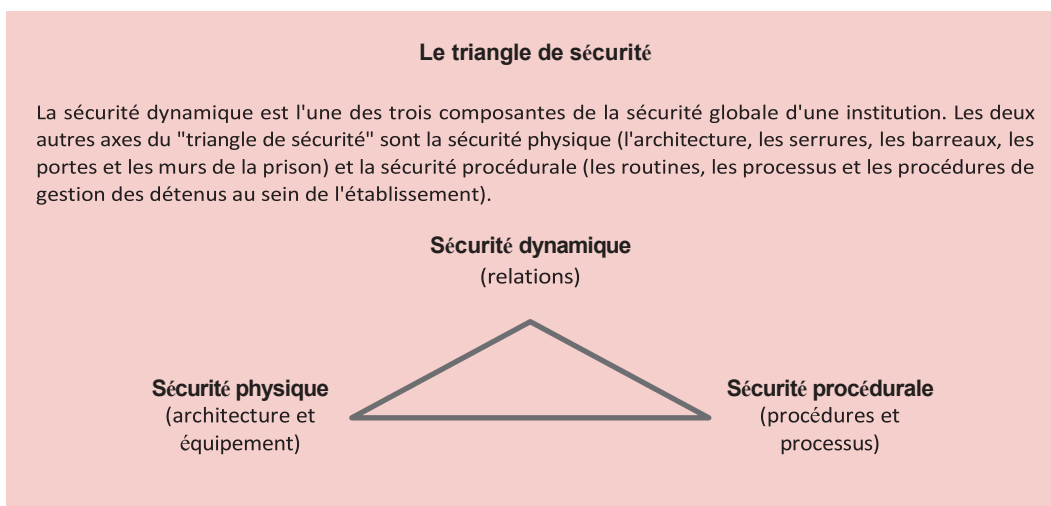 Le triangle de sécurité
La sécurité dynamique est l'une des trois composantes de la sécurité globale d'une institution. Les deux
autres axes du "triangle de sécurité" sont la sécurité physique (l'architecture, les serrures, les barreaux, les
portes et les murs de la prison) et la sécurité procédurale (les routines, les processus et les procédures de
gestion des détenus au sein de l'établissement).
Sécurité dynamique
(relations)
Sécurité physique
(architecture et
équipement)
Sécurité procédurale
(procédures et
processus)